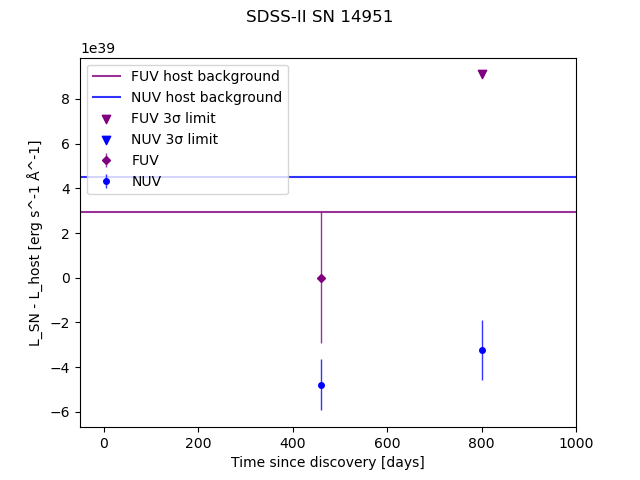 SDSS-II SN 14951
1e39
FUV host background
NUV host background
FUV 3σ limit
NUV 3σ limit
FUV
NUV
L_SN - L_host [erg s^-1 Å^-1]
8
6
4
2
0
−2
−4
−6
0 200 400 600 800 1000
Time since discovery [days]